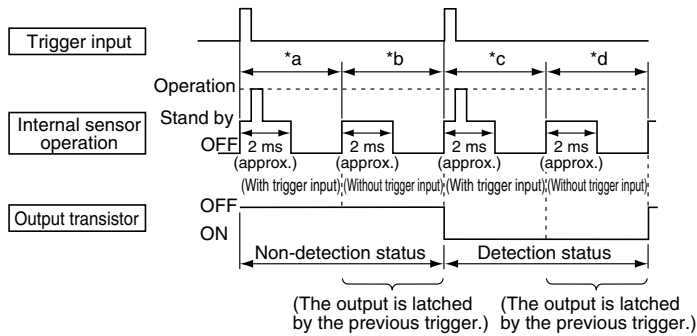 Trigger input
*a *b *c *d
Operation
Stand by
Internal sensor
operation
OFF
2 ms 2 ms 2 ms 2 ms
(approx.) (approx.) (approx.) (approx.)
(With trigger input) (Without trigger input) (With trigger input) (Without trigger input)
Output transistor
OFF
ON
Non-detection status Detection status
(The output is latched (The output is latched
by the previous trigger.) by the previous trigger.)